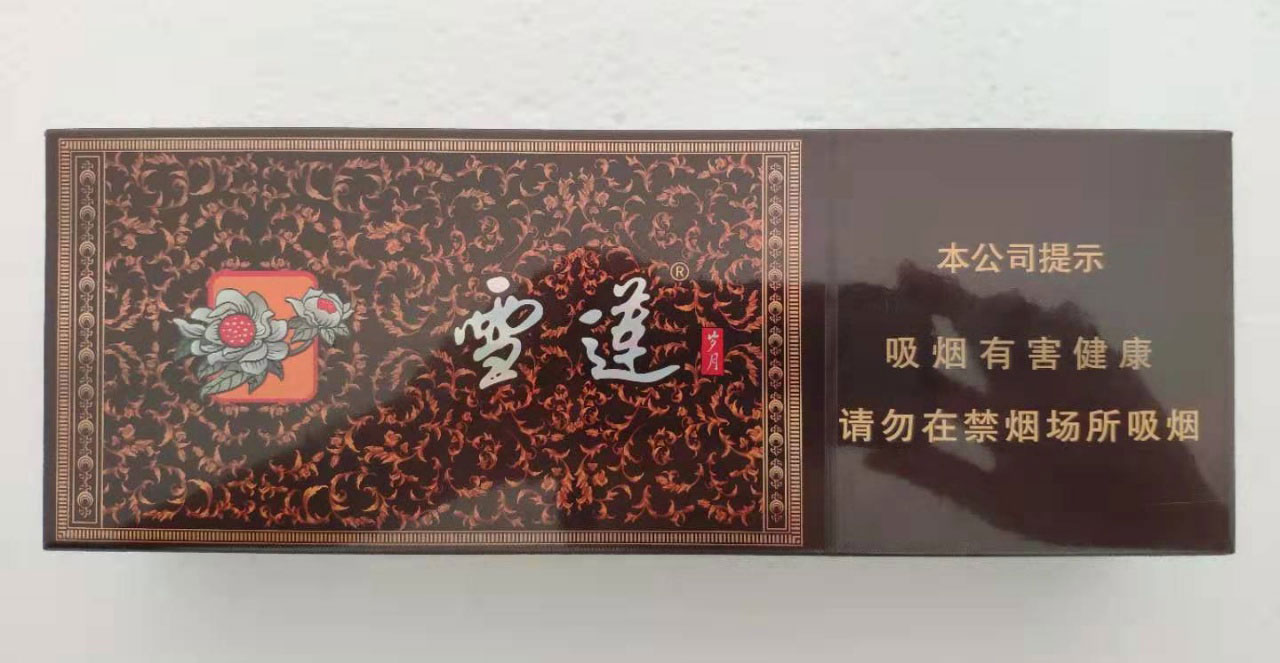 雪莲®
岁月
本公司提示
吸烟有害健康
请勿在禁烟场所吸烟